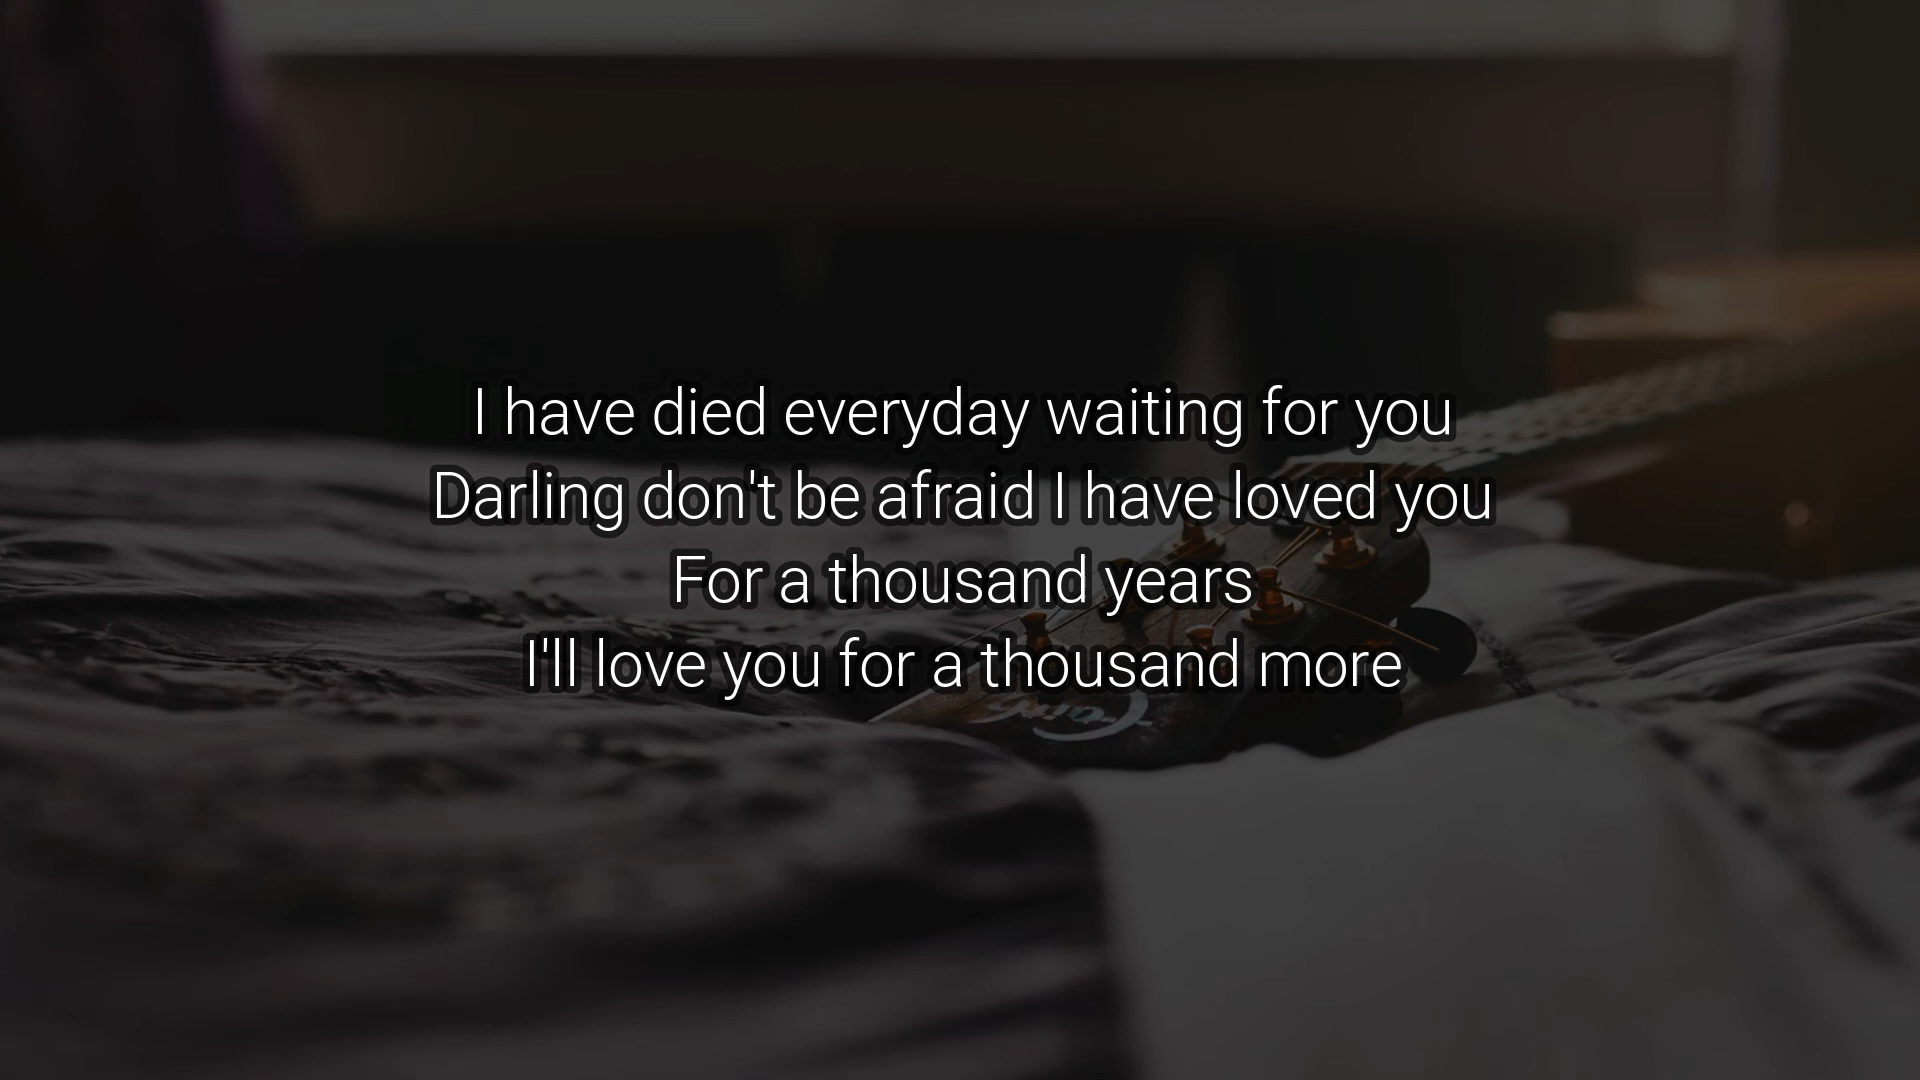 I have died everyday waiting for you
Darling don't be afraid I have loved you
For a thousand years
I'll love you for a thousand more